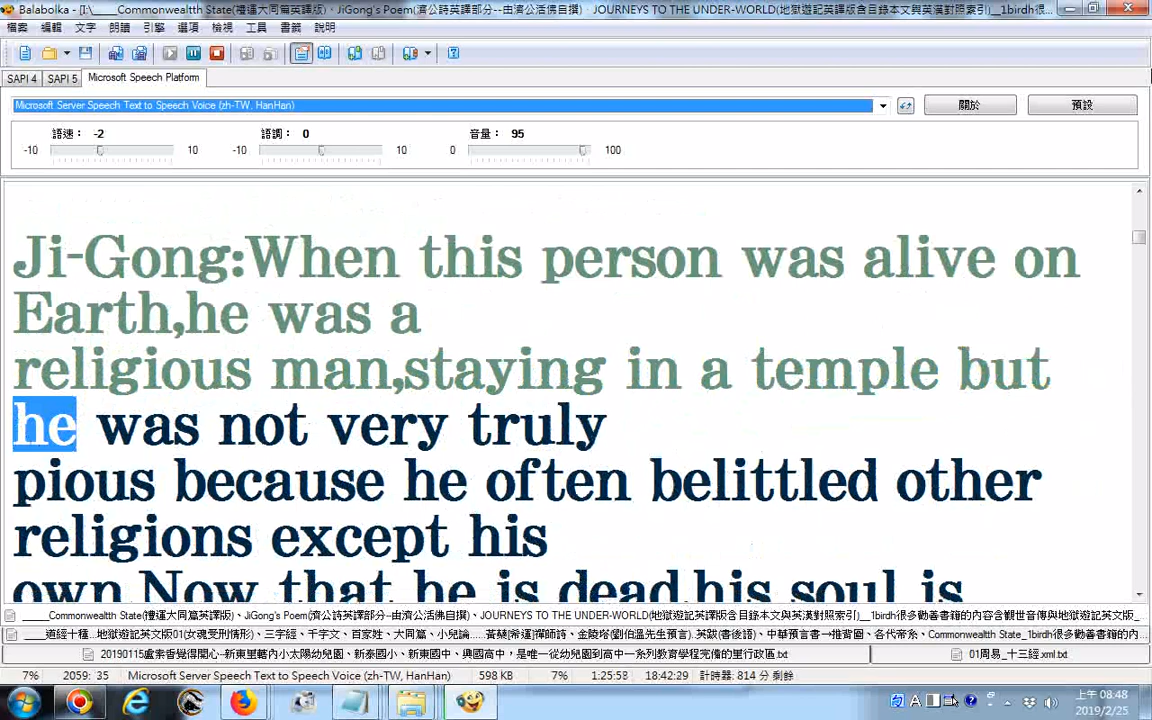 Balabolka - [I:\_____Commonwealth State(禮運大同篇英譯版)、JiGong's Poem(濟公詩英譯部分--由濟公活佛自撰)、JOURNEYS TO THE UNDER-WORLD(地獄遊記英譯版含目錄本文與英漢對照索引)__1birdh很...
檔案 編輯 文字 朗讀 引擎 選項 檢視 工具 書籤 說明
SAPI 4 SAPI 5 Microsoft Speech Platform
Microsoft Server Speech Text to Speech Voice (zh-TW, HanHan)
關於 預設
語速： -2 語調： 0 音量： 95
-10 10 -10 10 0 100
Ji-Gong:When this person was alive on
Earth,he was a
religious man,staying in a temple but
he was not very truly
pious because he often belittled other
religions except his
own.Now that he is dead,his soul is
_____Commonwealth State(禮運大同篇英譯版)、JiGong's Poem(濟公詩英譯部分--由濟公活佛自撰)、JOURNEYS TO THE UNDER-WORLD(地獄遊記英譯版含目錄本文與英漢對照索引)__1birdh很多勸善書籍的內容含觀世音傳與地獄遊記英文版_
_____道經十種...地獄遊記英文版01(女魂受刑情形)、三字經、千字文、百家姓、大同篇、小兒論......黃蘗[希運]禪師詩、金陵塔(劉伯溫先生預言)、中華預言書--推背圖、各代帝系、Commonwealth State_1birdh很多勸善書籍的內...
20190115盧素香覺得開心--新東里轄內小太陽幼兒園、新泰國小、新東國中、興國高中，是唯一從幼兒園到高中一系列教育學程完備的里行政區.txt 01周易_十三經.xml.txt
7% 2059: 35 Microsoft Server Speech Text to Speech Voice (zh-TW, HanHan) 598 KB 7% 1:25:58 18:42:29 計時器: 814 分 剩餘
上午 08:48
2019/2/25